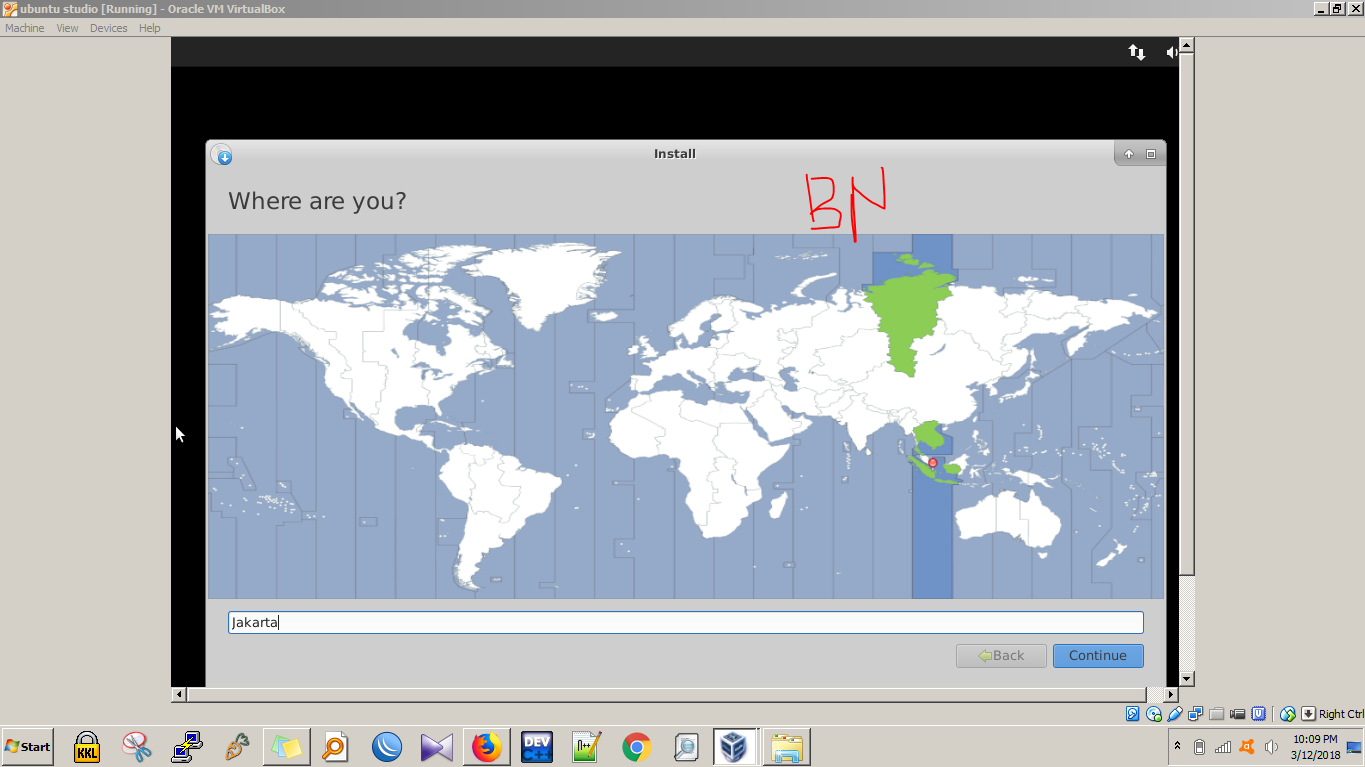 ubuntu studio [Running] - Oracle VM VirtualBox
Machine View Devices Help
Install
BN
Where are you?
Jakarta
Back Continue
Right Ctrl
Start KKL DEV C++ 10:09 PM
3/12/2018